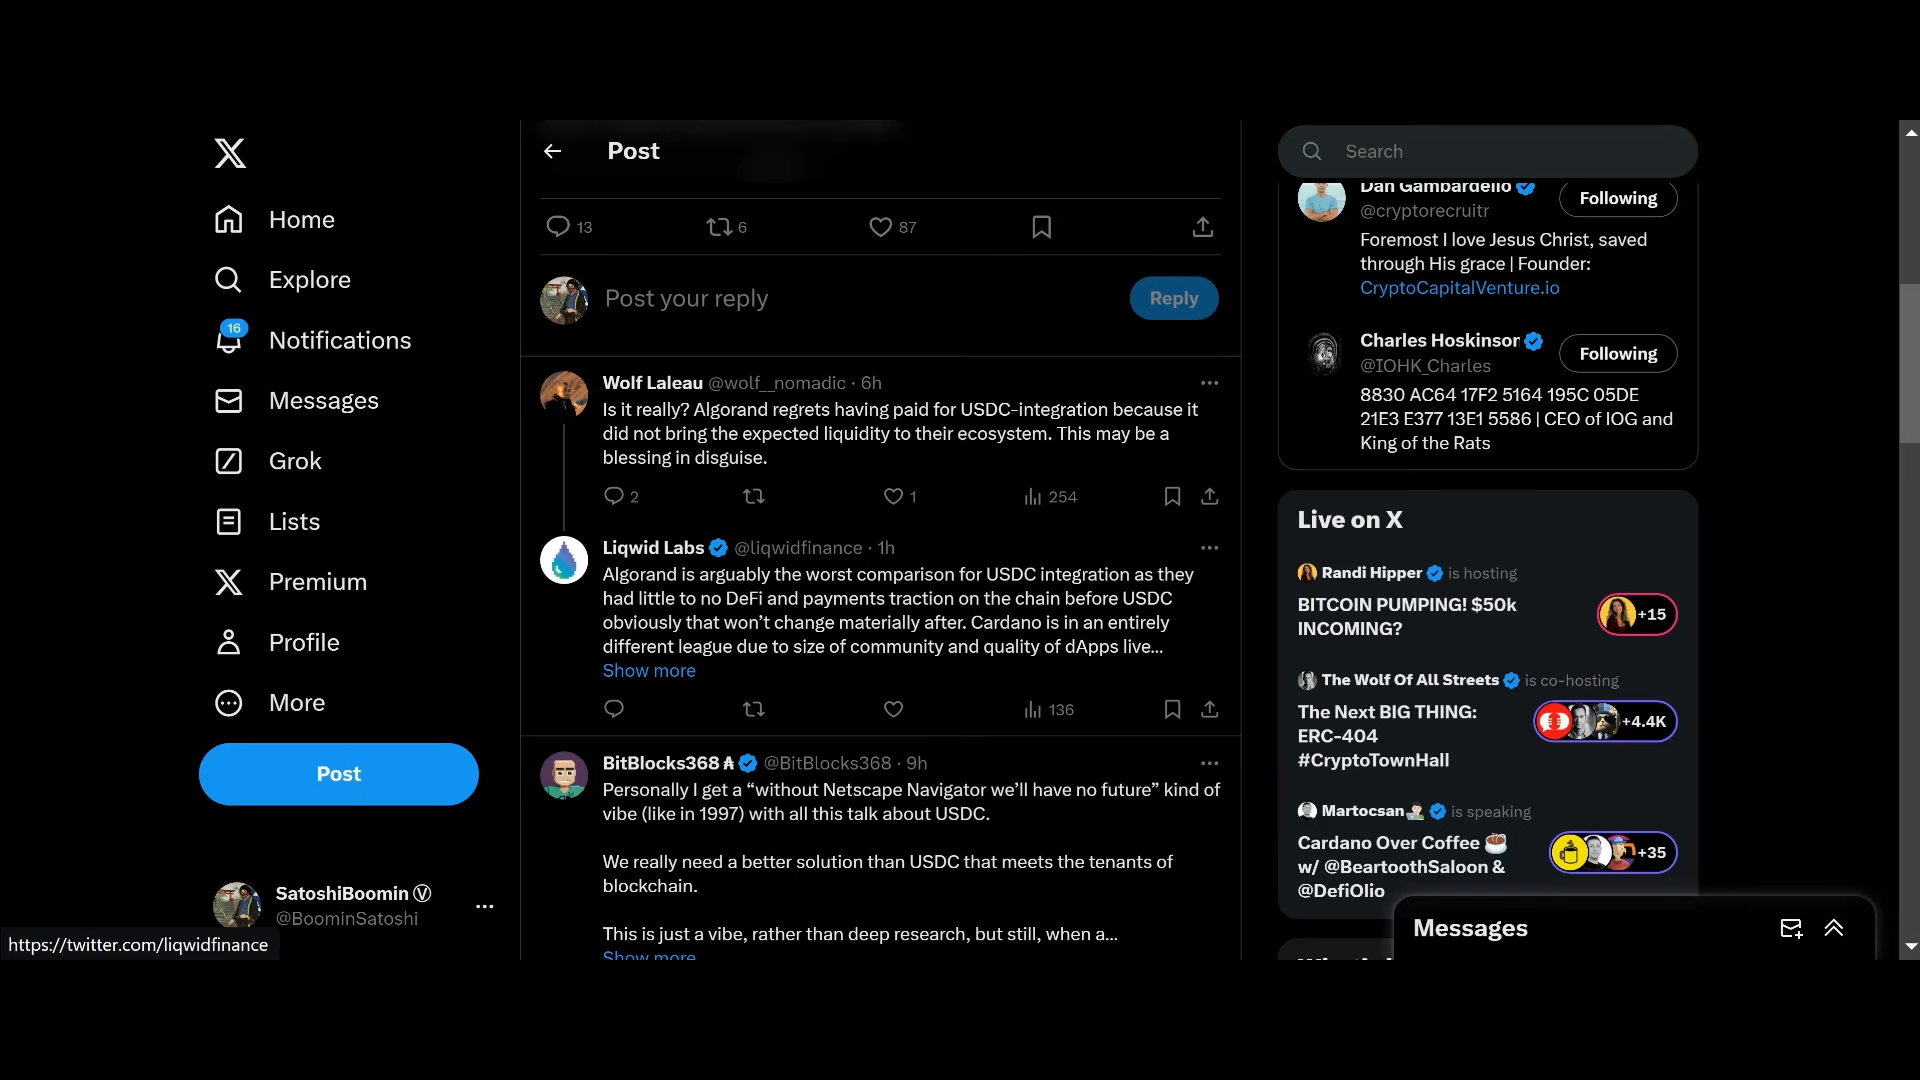 Post
Search
13
6
87
Post your reply
Reply
Home
Explore
16
Notifications
Messages
Grok
Lists
Premium
Profile
More
Post
SatoshiBoomin Ⓥ
@BoominSatoshi
https://twitter.com/liqwidfinance
Wolf Laleau @wolf__nomadic · 6h
Is it really? Algorand regrets having paid for USDC-integration because it
did not bring the expected liquidity to their ecosystem. This may be a
blessing in disguise.
2
1
254
Liqwid Labs @liqwidfinance · 1h
Algorand is arguably the worst comparison for USDC integration as they
had little to no DeFi and payments traction on the chain before USDC
obviously that won’t change materially after. Cardano is in an entirely
different league due to size of community and quality of dApps live...
Show more
136
BitBlocks368 ₳ @BitBlocks368 · 9h
Personally I get a “without Netscape Navigator we’ll have no future” kind of
vibe (like in 1997) with all this talk about USDC.
We really need a better solution than USDC that meets the tenants of
blockchain.
This is just a vibe, rather than deep research, but still, when a...
Show more
Dan Gambardello
@cryptorecruitr
Following
Foremost I love Jesus Christ, saved
through His grace | Founder:
CryptoCapitalVenture.io
Charles Hoskinson
@IOHK_Charles
Following
8830 AC64 17F2 5164 195C 05DE
21E3 E377 13E1 5586 | CEO of IOG and
King of the Rats
Live on X
Randi Hipper is hosting
BITCOIN PUMPING! $50k
INCOMING?
+15
The Wolf Of All Streets is co-hosting
The Next BIG THING:
ERC-404
#CryptoTownHall
+4.4K
Martocsan is speaking
Cardano Over Coffee ☕
w/ @BeartoothSaloon &
@DefiOlio
+35
Messages